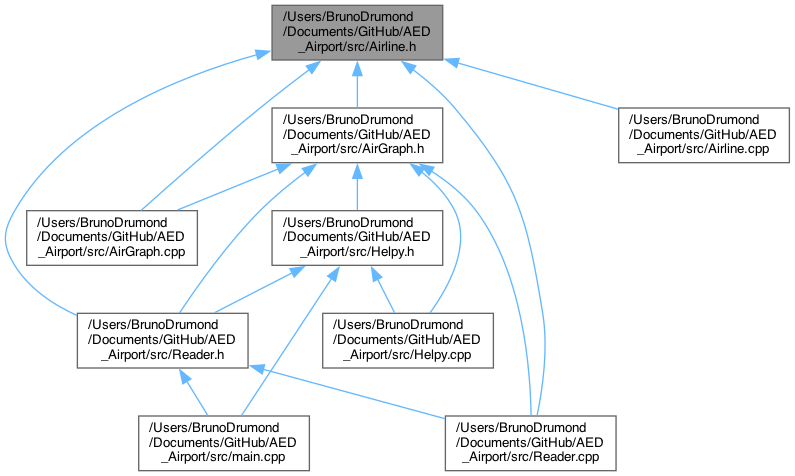 /Users/BrunoDrumond
/Documents/GitHub/AED
_Airport/src/Airline.h
/Users/BrunoDrumond
/Documents/GitHub/AED
_Airport/src/AirGraph.h
/Users/BrunoDrumond
/Documents/GitHub/AED
_Airport/src/Airline.cpp
/Users/BrunoDrumond
/Documents/GitHub/AED
_Airport/src/AirGraph.cpp
/Users/BrunoDrumond
/Documents/GitHub/AED
_Airport/src/Helpy.h
/Users/BrunoDrumond
/Documents/GitHub/AED
_Airport/src/Reader.h
/Users/BrunoDrumond
/Documents/GitHub/AED
_Airport/src/Helpy.cpp
/Users/BrunoDrumond
/Documents/GitHub/AED
_Airport/src/main.cpp
/Users/BrunoDrumond
/Documents/GitHub/AED
_Airport/src/Reader.cpp